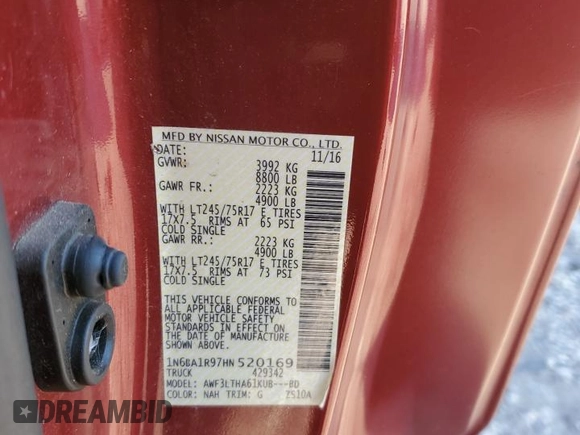 MFD BY NISSAN MOTOR CO., LTD.
DATE: 11/16
GVWR: 3992 KG
8800 LB
GAWR FR.: 2223 KG
4900 LB
WITH LT245/75R17 E TIRES
17X7.5 RIMS AT 65 PSI
COLD SINGLE
GAWR RR.: 2223 KG
4900 LB
WITH LT245/75R17 E TIRES
17X7.5 RIMS AT 73 PSI
COLD SINGLE
THIS VEHICLE CONFORMS TO
ALL APPLICABLE FEDERAL
MOTOR VEHICLE SAFETY
STANDARDS IN EFFECT ON
THE DATE OF MANUFACTURE
SHOWN ABOVE.
1N6BA1R97HN520169
TRUCK 429342
MODEL: AWF3LTHA61KUB---BD
COLOR: NAH TRIM: G Z510A
DREAMBID